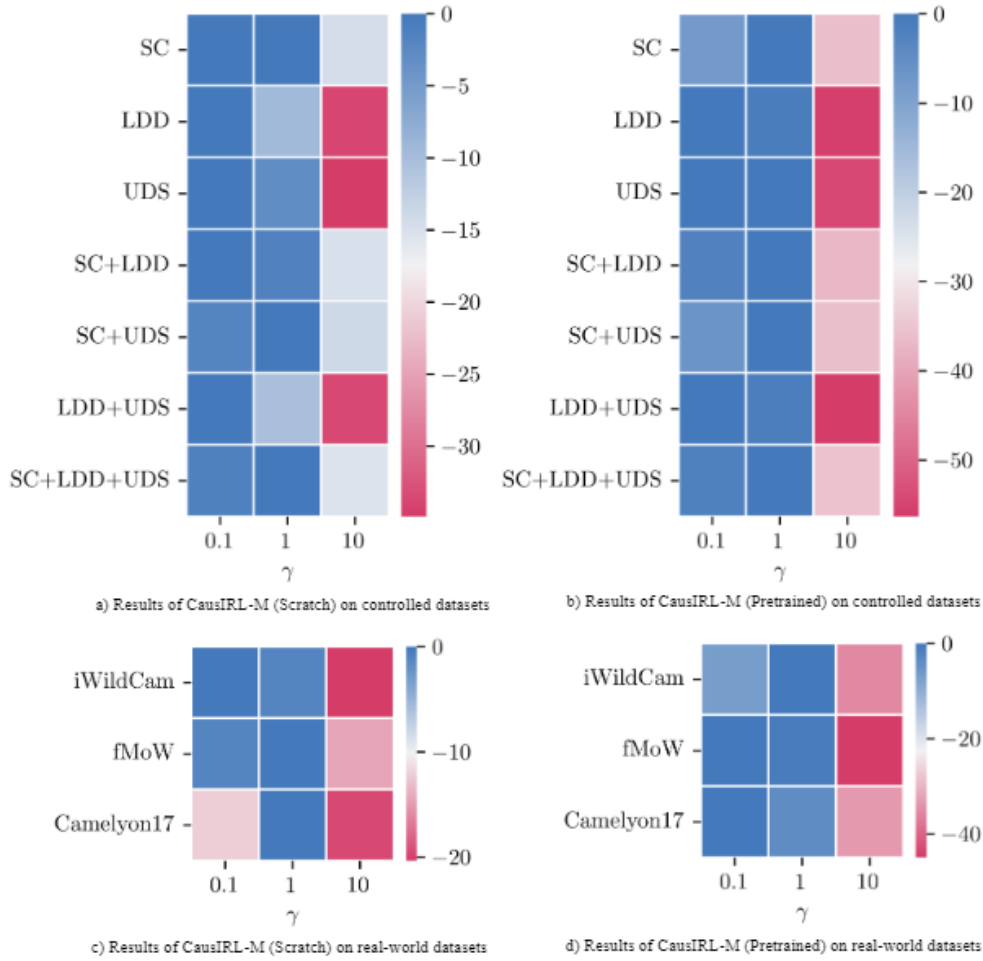 SC
LDD
UDS
SC+LDD
SC+UDS
LDD+UDS
SC+LDD+UDS
0.1 1 10
γ
0
−5
−10
−15
−20
−25
−30
a) Results of CausIRL-M (Scratch) on controlled datasets
SC
LDD
UDS
SC+LDD
SC+UDS
LDD+UDS
SC+LDD+UDS
0.1 1 10
γ
0
−10
−20
−30
−40
−50
b) Results of CausIRL-M (Pretrained) on controlled datasets
iWildCam
fMoW
Camelyon17
0.1 1 10
γ
0
−10
−20
c) Results of CausIRL-M (Scratch) on real-world datasets
iWildCam
fMoW
Camelyon17
0.1 1 10
γ
0
−20
−40
d) Results of CausIRL-M (Pretrained) on real-world datasets